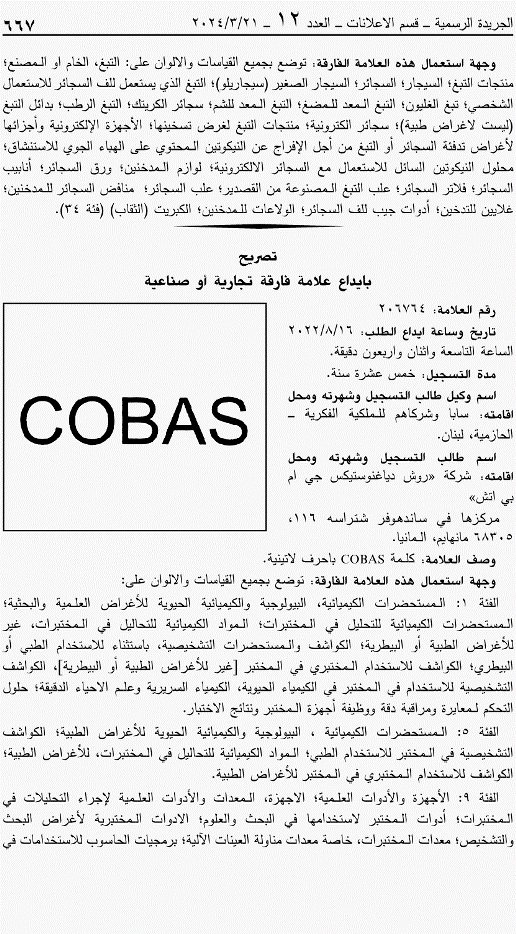 الجريدة الرسمية ــ قسم الاعلانات ــ العدد ١٢ ــ ٢٠٢٤/٣/٢١
٦٦٧
وجهة استعمال هذه العلامة الفارقة: توضع بجميع القياسات والالوان على: التبغ، الخام أو المصنع؛
منتجات التبغ؛ السيجار؛ السجائر؛ السيجار الصغير (سيجاريلو)؛ التبغ الذي يستعمل للف السجائر للاستعمال
الشخصي؛ تبغ الغليون؛ التبغ المعد للمضغ؛ التبغ المعد للشم؛ سجائر الكريتك؛ التبغ الرطب؛ بدائل التبغ
(ليست لاغراض طبية)؛ سجائر الكترونية؛ منتجات التبغ لغرض تسخينها؛ الأجهزة الإلكترونية وأجزائها
لأغراض تدفئة السجائر أو التبغ من أجل الإفراج عن النيكوتين المحتوي على الهباء الجوي للاستنشاق؛
محلول النيكوتين السائل للاستعمال مع السجائر الالكترونية؛ لوازم المدخنين؛ ورق السجائر؛ أنابيب
السجائر؛ فلاتر السجائر؛ علب التبغ المصنوعة من القصدير؛ علب السجائر؛ منافض السجائر للمدخنين؛
غلايين للتدخين؛ أدوات جيب للف السجائر؛ الولاعات للمدخنين؛ الكبريت (الثقاب) (فئة ٣٤).
تصريح
بايداع علامة فارقة تجارية أو صناعية
رقم العلامة: ٢٠٦٧٦٤
تاريخ وساعة ايداع الطلب: ٢٠٢٢/٨/١٦
الساعة التاسعة واثنان واربعون دقيقة.
مدة التسجيل: خمس عشرة سنة.
اسم وكيل طالب التسجيل وشهرته ومحل
اقامته: سابا وشركاهم للملكية الفكرية ــ
الحازمية، لبنان.
اسم طالب التسجيل وشهرته ومحل
اقامته: شركة «روش دياغنوستيكس جي ام
بي اتش»
مركزها في ساندهوفر شتراسه ١١٦،
٦٨٣٠٥ مانهايم، المانيا.
COBAS
وصف العلامة: كلمة COBAS باحرف لاتينية.
وجهة استعمال هذه العلامة الفارقة: توضع بجميع القياسات والالوان على:
الفئة ١: المستحضرات الكيميائية، البيولوجية والكيميائية الحيوية للأغراض العلمية والبحثية؛
المستحضرات الكيميائية للتحليل في المختبرات؛ المواد الكيميائية للتحاليل في المختبرات، غير
للأغراض الطبية أو البيطرية؛ الكواشف والمستحضرات التشخيصية، باستثناء للاستخدام الطبي أو
البيطري؛ الكواشف للاستخدام المختبري في المختبر [غير للأغراض الطبية أو البيطرية]، الكواشف
التشخيصية للاستخدام في المختبر في الكيمياء الحيوية، الكيمياء السريرية وعلم الاحياء الدقيقة؛ حلول
التحكم لمعايرة ومراقبة دقة ووظيفة أجهزة المختبر ونتائج الاختبار.
الفئة ٥: المستحضرات الكيميائية ، البيولوجية والكيميائية الحيوية للأغراض الطبية؛ الكواشف
التشخيصية في المختبر للاستخدام الطبي؛ المواد الكيميائية للتحاليل في المختبرات، للأغراض الطبية؛
الكواشف للاستخدام المختبري في المختبر للأغراض الطبية.
الفئة ٩: الأجهزة والأدوات العلمية؛ الاجهزة، المعدات والأدوات العلمية لإجراء التحليلات في
المختبرات؛ أدوات المختبر لاستخدامها في البحث والعلوم؛ الادوات المختبرية لأغراض البحث
والتشخيص؛ معدات المختبرات، خاصة معدات مناولة العينات الآلية؛ برمجيات الحاسوب للاستخدامات في